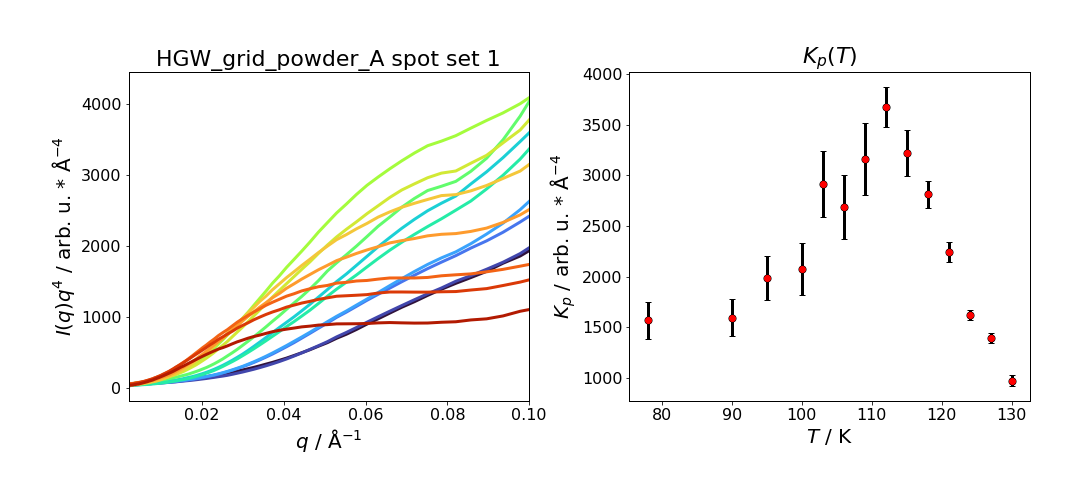 HGW_grid_powder_A spot set 1
I(q)q⁴ / arb. u. * Å⁻⁴
4000
3000
2000
1000
0
0.02 0.04 0.06 0.08 0.10
q / Å⁻¹
Kₚ(T)
Kₚ / arb. u. * Å⁻⁴
4000
3500
3000
2500
2000
1500
1000
80 90 100 110 120 130
T / K